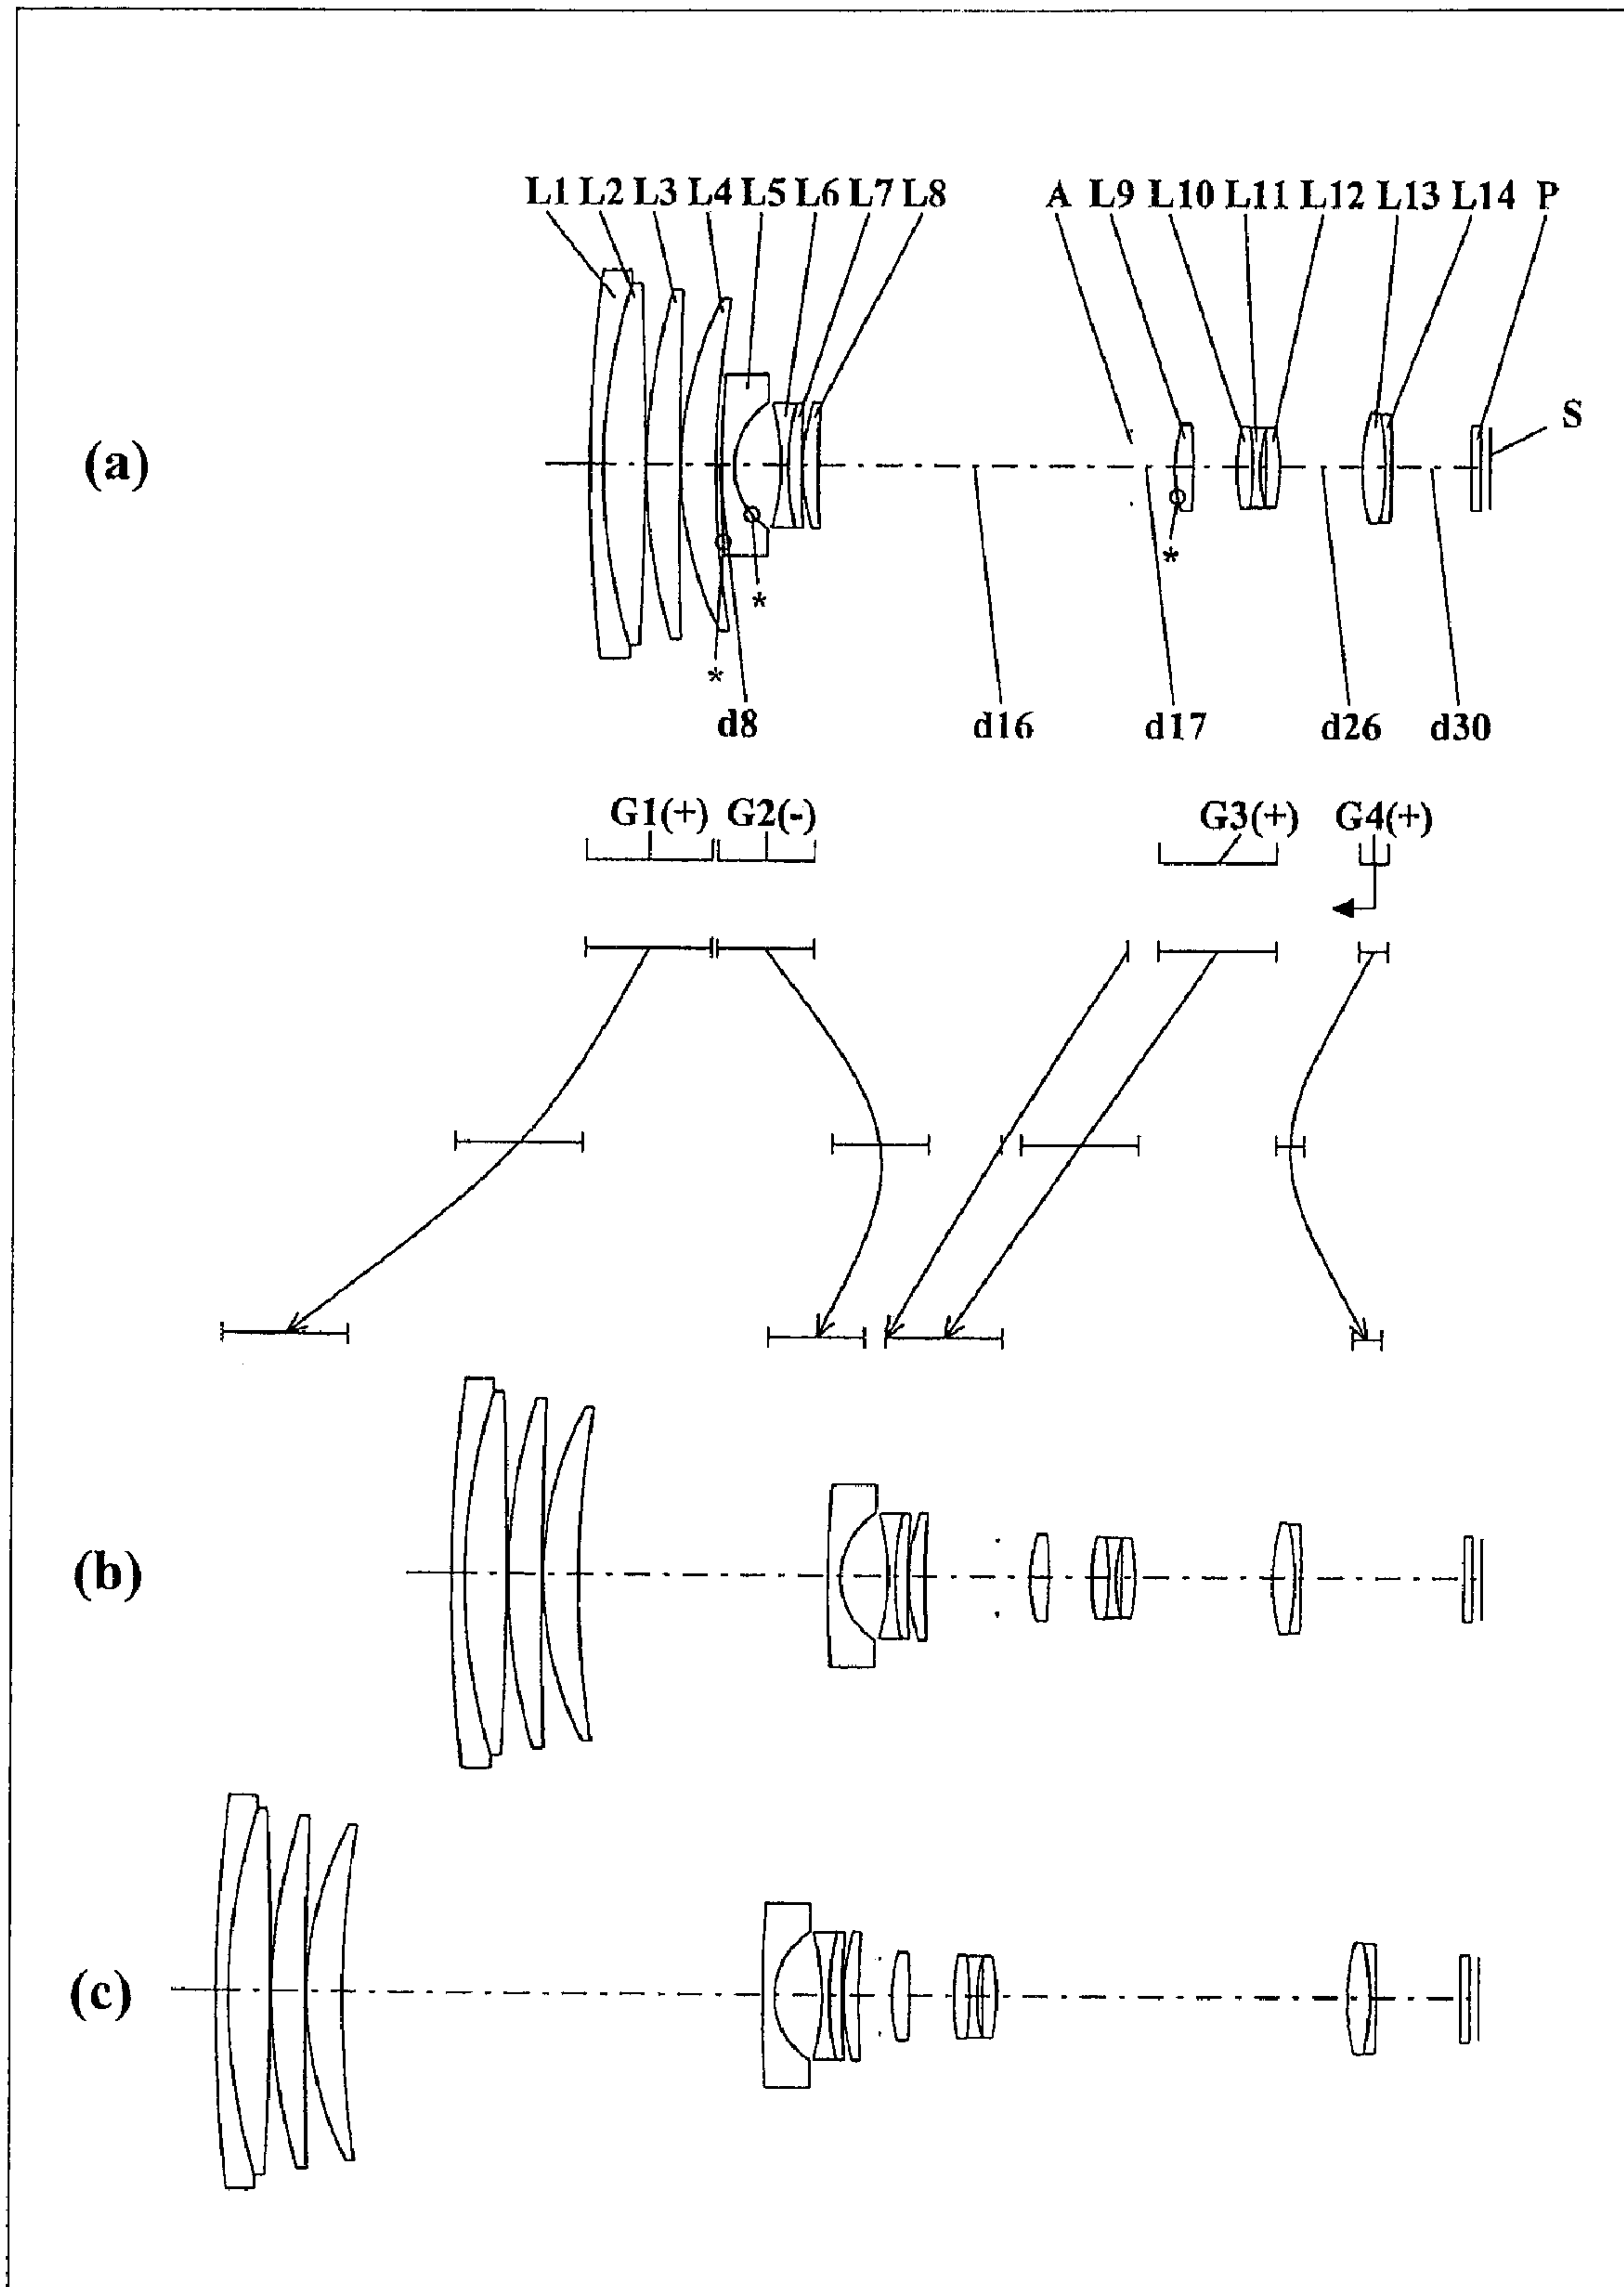 L1 L2 L3 L4 L5 L6 L7 L8 A L9 L10 L11 L12 L13 L14 P
S
(a)
*
*
*
d8 d16 d17 d26 d30
G1(+) G2(-) G3(+) G4(+)
(b)
(c)